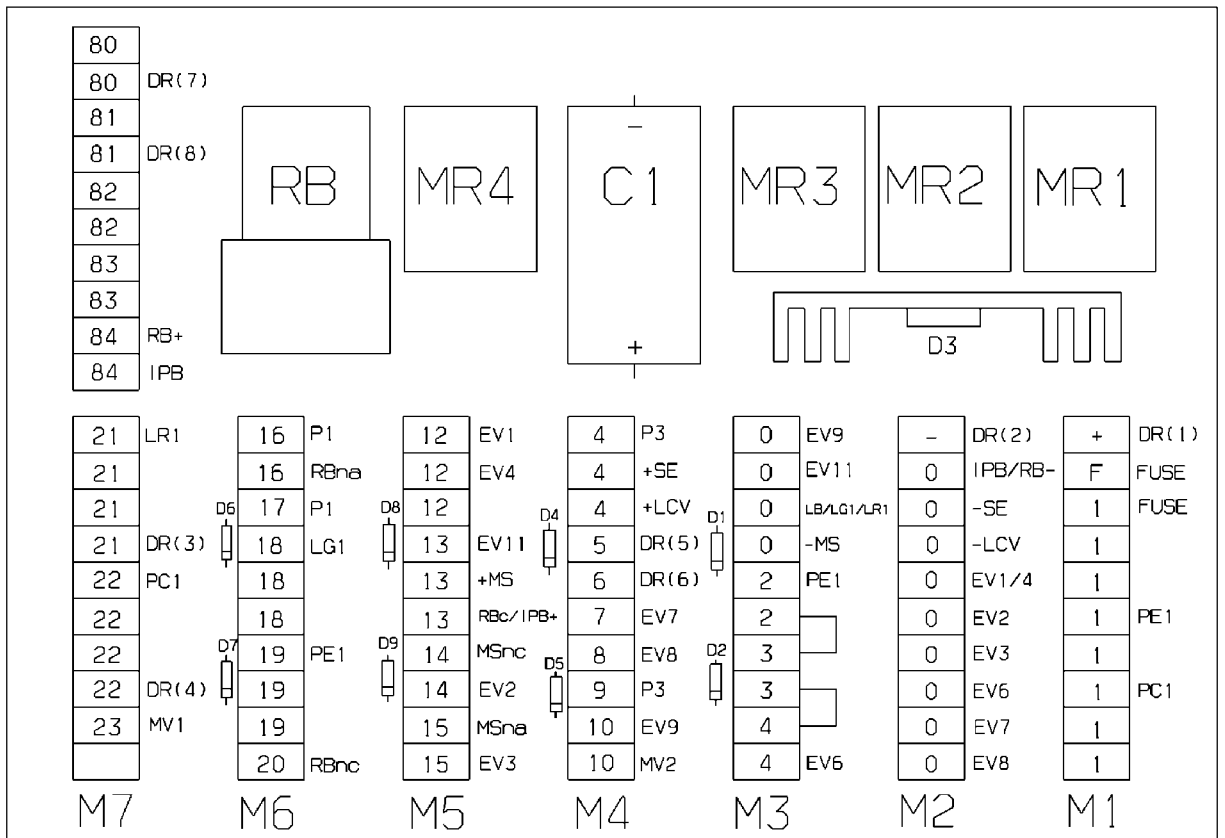 80
80 DR(7)
81
81 DR(8)
82
82
83
83
84 RB+
84 IPB
RB
MR4
-
C1
+
MR3
MR2
MR1
D3
21 LR1
21
21
21 DR(3)
22 PC1
22
22
22 DR(4)
23 MV1
M7
D6
D7
16 P1
16 RBna
17 P1
18 LG1
18
18
19 PE1
19
19
20 RBnc
M6
D8
D9
12 EV1
12 EV4
12
13 EV11
13 +MS
13 RBc/IPB+
14 MSnc
14 EV2
15 MSna
15 EV3
M5
D4
D5
4 P3
4 +SE
4 +LCV
5 DR(5)
6 DR(6)
7 EV7
8 EV8
9 P3
10 EV9
10 MV2
M4
D1
D2
0 EV9
0 EV11
0 LB/LG1/LR1
0 -MS
2 PE1
2
3
3
4
4 EV6
M3
- DR(2)
0 IPB/RB-
0 -SE
0 -LCV
0 EV1/4
0 EV2
0 EV3
0 EV6
0 EV7
0 EV8
M2
+ DR(1)
F FUSE
1 FUSE
1
1
1 PE1
1
1 PC1
1
1
M1